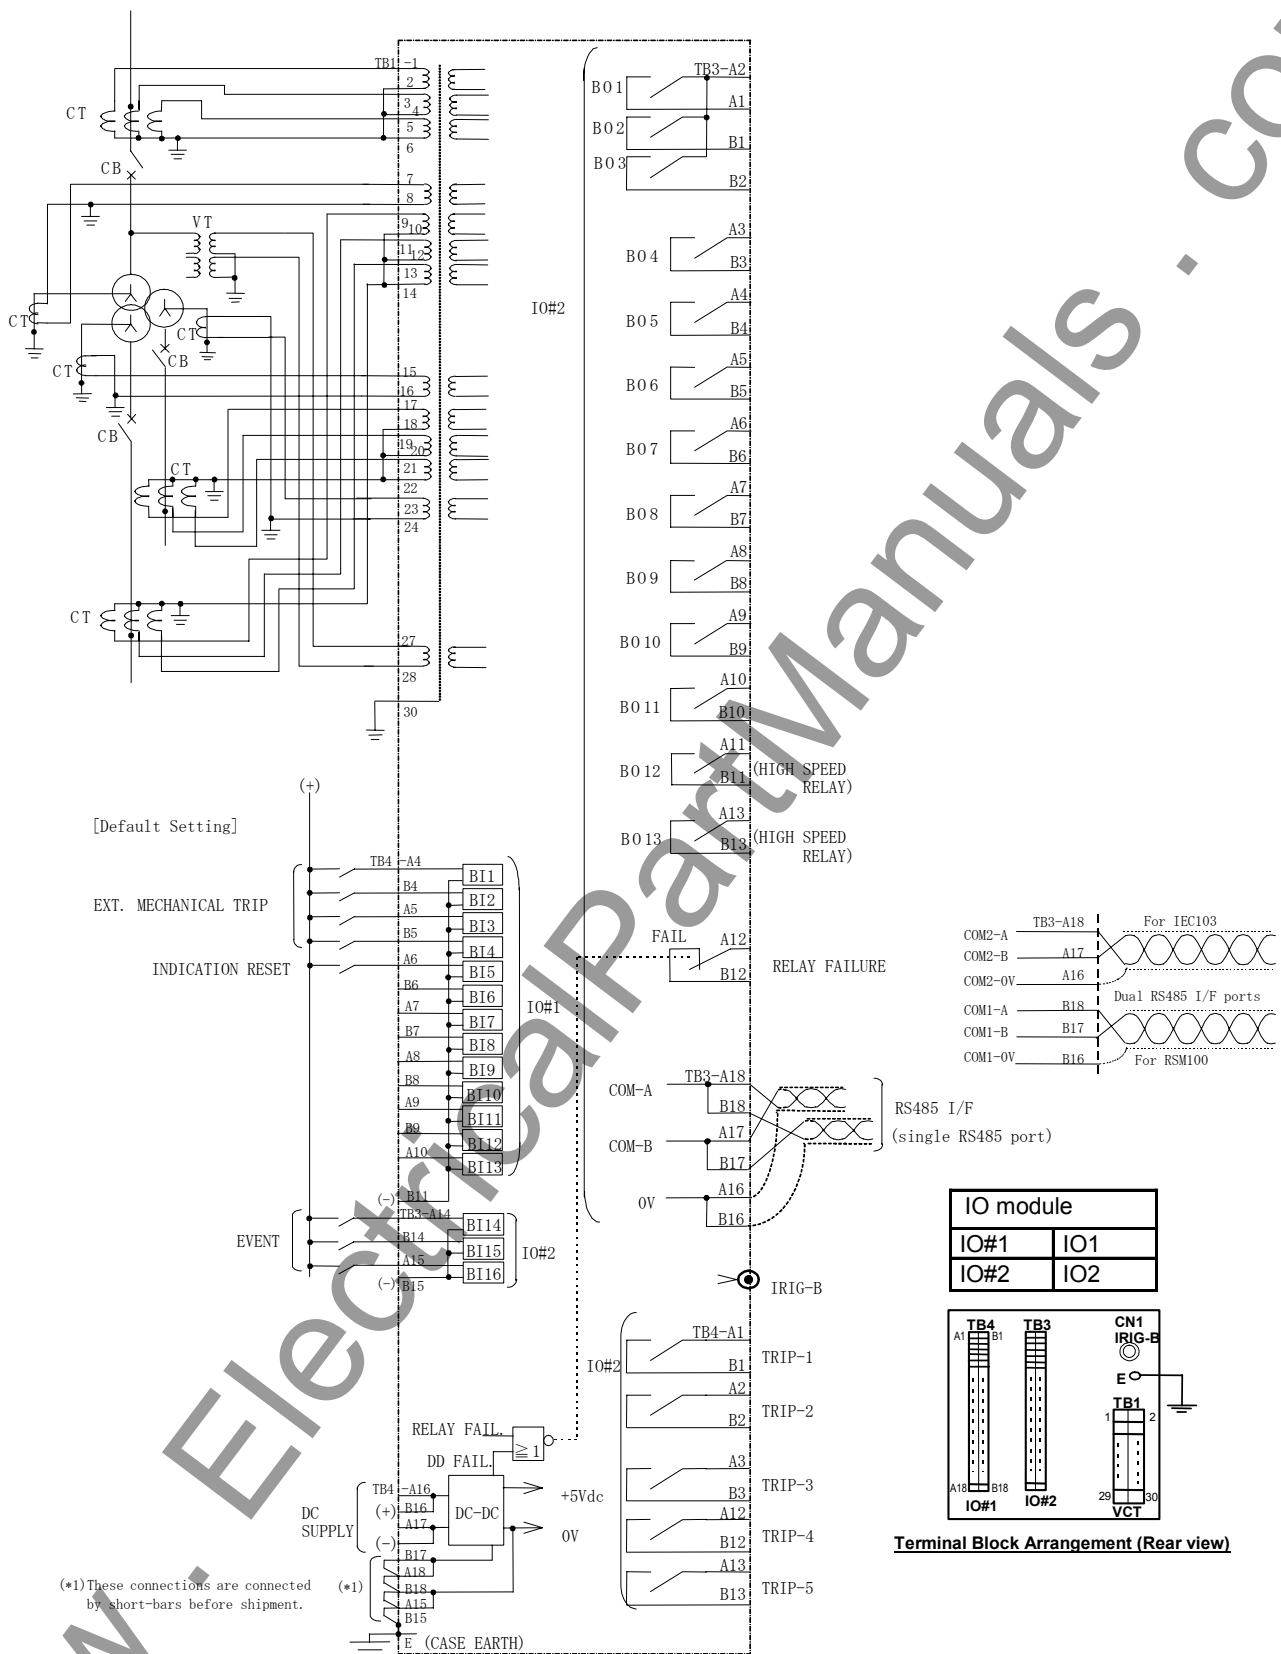 TB1 -1
2
3
4
5
6
CT
CB
7
8
VT
9
10
11
12
13
14
CT
CT
CB
CT
15
16
17
18
19
20
21
22
23
24
CB
CT
CT
27
28
30
IO#2
BO1
TB3-A2
A1
BO2
B1
BO3
B2
BO4
A3
B3
BO5
A4
B4
BO6
A5
B5
BO7
A6
B6
BO8
A7
B7
BO9
A8
B8
BO10
A9
B9
BO11
A10
B10
BO12
A11
B11
(HIGH SPEED
RELAY)
BO13
A13
B13
(HIGH SPEED
RELAY)
FAIL
A12
B12
RELAY FAILURE
(+)
[Default Setting]
EXT. MECHANICAL TRIP
INDICATION RESET
TB4 -A4
BI1
B4
BI2
A5
BI3
B5
BI4
A6
BI5
B6
BI6
A7
BI7
B7
BI8
A8
BI9
B8
BI10
A9
BI11
B9
BI12
A10
BI13
IO#1
(-)
B11
EVENT
TB3-A14
BI14
B14
BI15
A15
BI16
(-)
B15
IO#2
COM-A
TB3-A18
B18
COM-B
A17
B17
0V
A16
B16
RS485 I/F
(single RS485 port)
IRIG-B
COM2-A
TB3-A18
For IEC103
COM2-B
A17
COM2-0V
A16
Dual RS485 I/F ports
COM1-A
B18
COM1-B
B17
COM1-0V
B16
For RSM100
IO module
IO#1 IO1
IO#2 IO2
IO#2
TB4-A1
B1
TRIP-1
A2
B2
TRIP-2
A3
B3
TRIP-3
A12
B12
TRIP-4
A13
B13
TRIP-5
RELAY FAIL.
≧1
DD FAIL.
DC
SUPPLY
TB4 -A16
(+)
B16
A17
(-)
B17
DC-DC
+5Vdc
0V
A18
B18
A15
B15
(*1)
E (CASE EARTH)
(*1)These connections are connected
by short-bars before shipment.
TB4
A1
B1
A18
B18
IO#1
TB3
IO#2
CN1
IRIG-B
E
TB1
1
2
29
30
VCT
Terminal Block Arrangement (Rear view)
w . ElectricalPartManuals . co